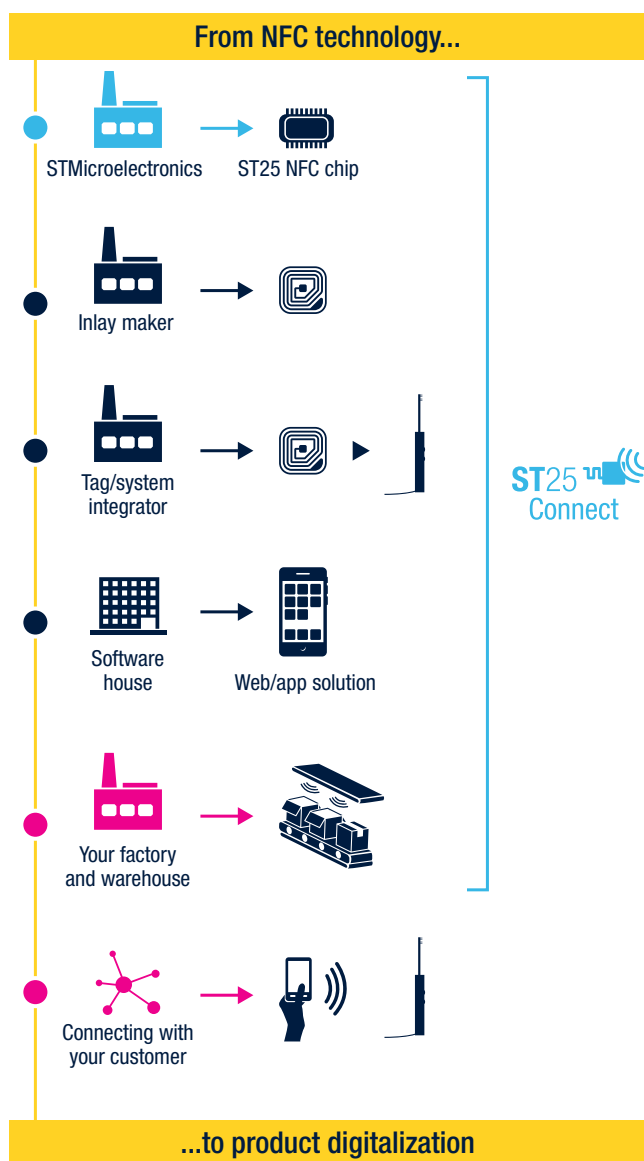 From NFC technology...
STMicroelectronics
ST25 NFC chip
Inlay maker
Tag/system
integrator
ST25
Connect
Software
house
Web/app solution
Your factory
and warehouse
Connecting with
your customer
...to product digitalization